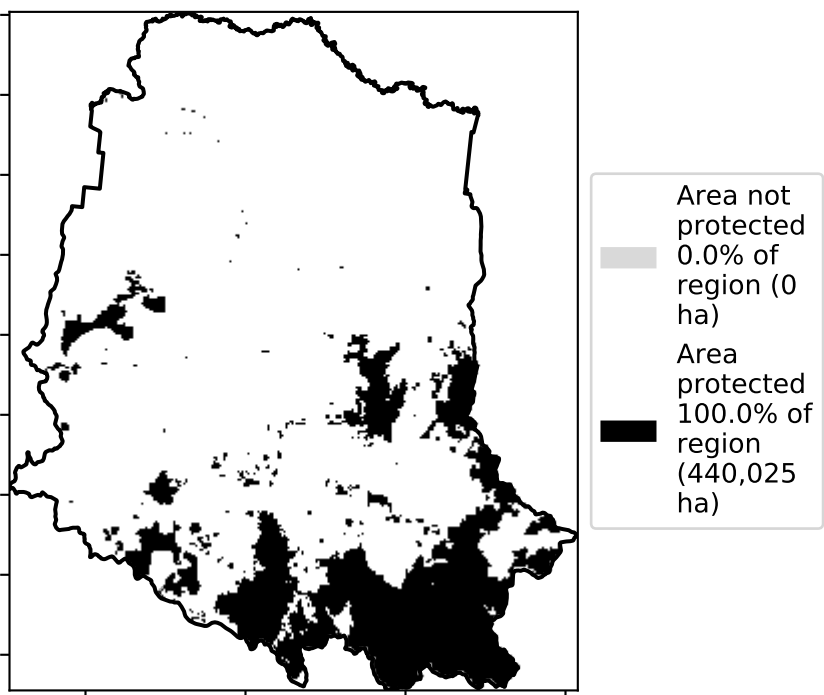 Area not
protected
0.0% of
region (0
ha)
Area
protected
100.0% of
region
(440,025
ha)